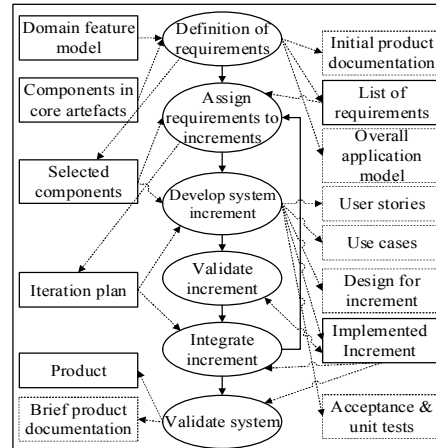 Domain feature
model
Definition of
requirements
Initial product
documentation
Components in
core artefacts
Assign
requirements to
increments
List of
requirements
Overall
application
model
Selected
components
Develop system
increment
User stories
Use cases
Validate
increment
Design for
increment
Iteration plan
Integrate
increment
Implemented
Increment
Product
Brief product
documentation
Validate system
Acceptance &
unit tests